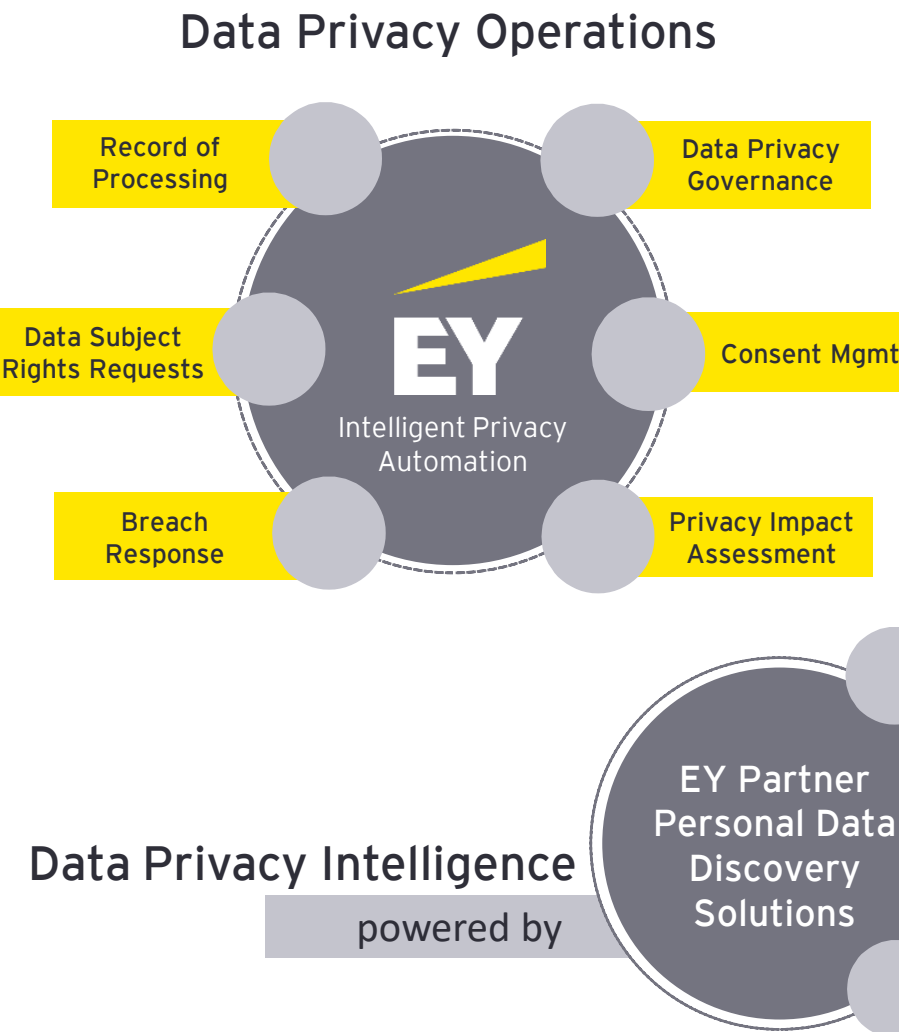 Data Privacy Operations
Record of
Processing
Data Privacy
Governance
Data Subject
Rights Requests
EY
Intelligent Privacy
Automation
Consent Mgmt
Breach
Response
Privacy Impact
Assessment
EY Partner
Personal Data
Discovery
Solutions
Data Privacy Intelligence
powered by